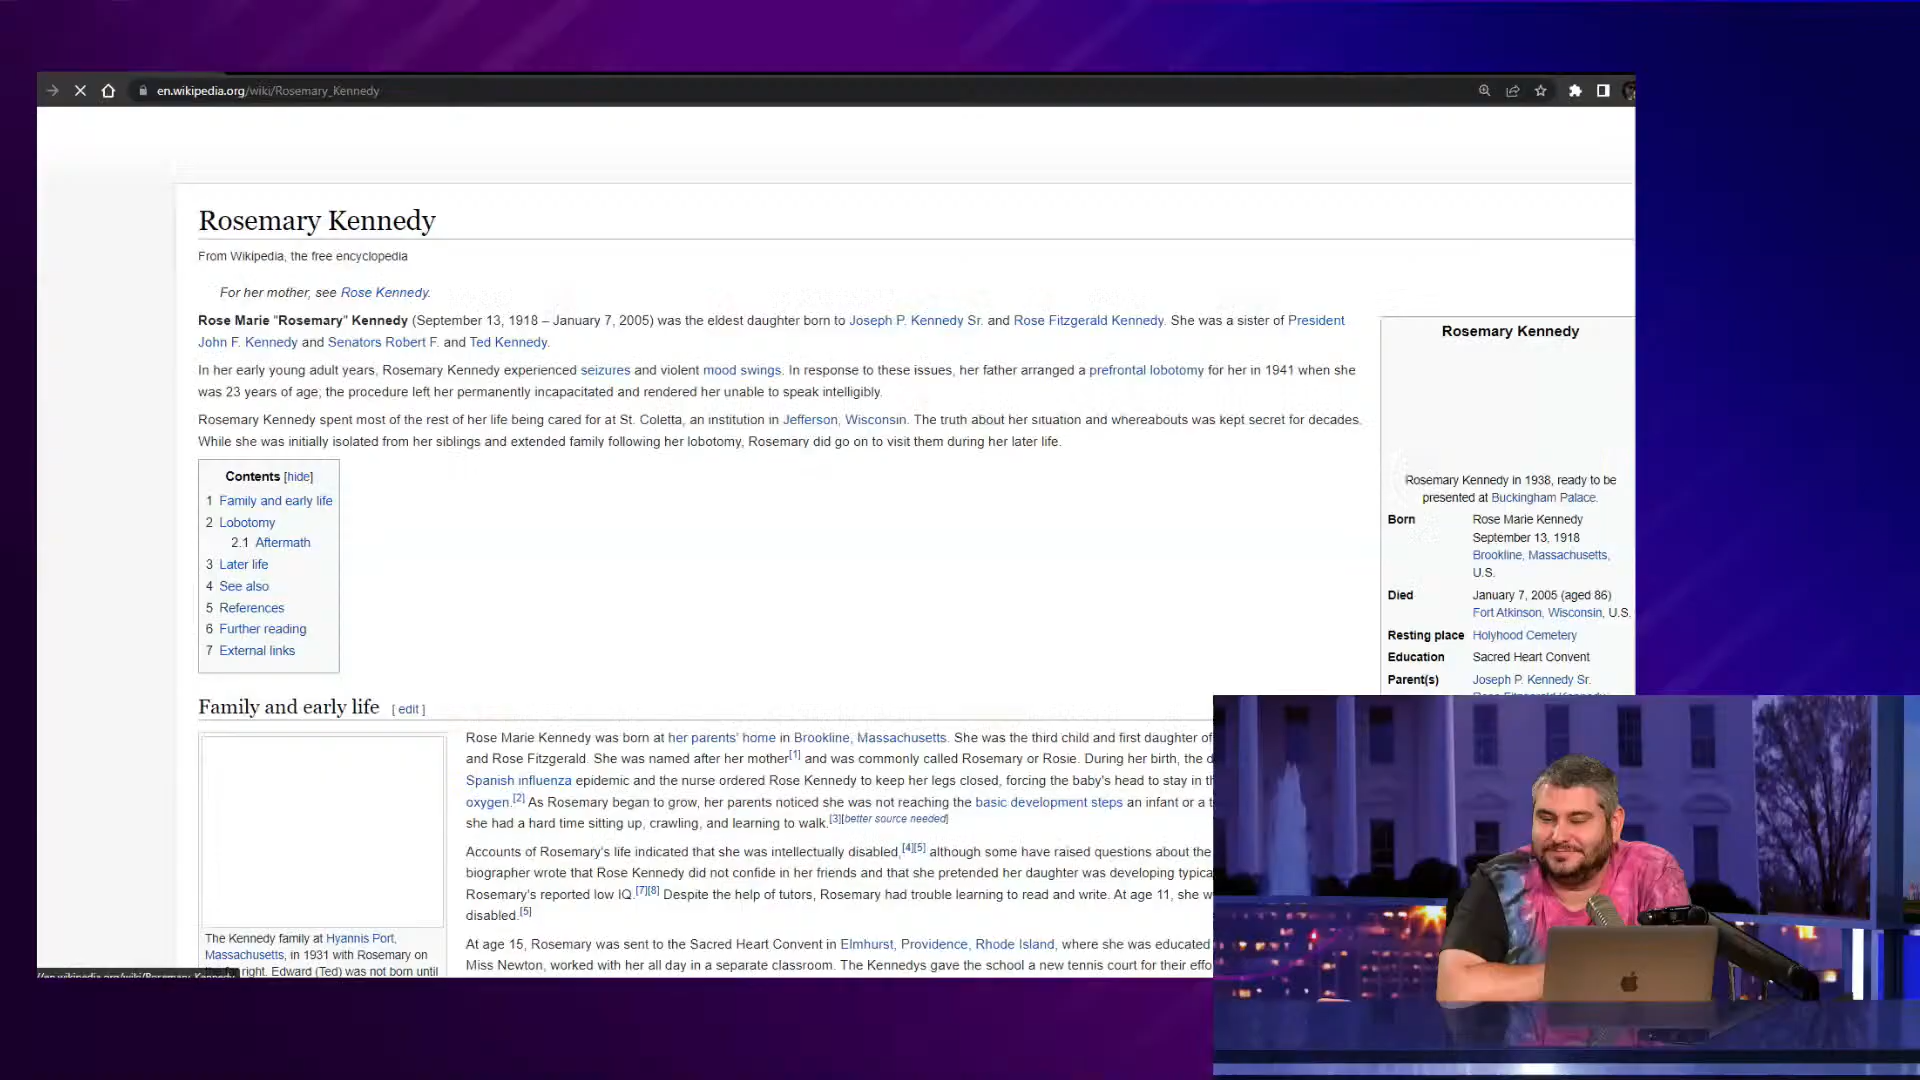 en.wikipedia.org/wiki/Rosemary_Kennedy
Rosemary Kennedy
From Wikipedia, the free encyclopedia
For her mother, see Rose Kennedy.
Rose Marie "Rosemary" Kennedy (September 13, 1918 – January 7, 2005) was the eldest daughter born to Joseph P. Kennedy Sr. and Rose Fitzgerald Kennedy. She was a sister of President
John F. Kennedy and Senators Robert F. and Ted Kennedy.
In her early young adult years, Rosemary Kennedy experienced seizures and violent mood swings. In response to these issues, her father arranged a prefrontal lobotomy for her in 1941 when she
was 23 years of age; the procedure left her permanently incapacitated and rendered her unable to speak intelligibly.
Rosemary Kennedy spent most of the rest of her life being cared for at St. Coletta, an institution in Jefferson, Wisconsin. The truth about her situation and whereabouts was kept secret for decades.
While she was initially isolated from her siblings and extended family following her lobotomy, Rosemary did go on to visit them during her later life.
Contents [hide]
1 Family and early life
2 Lobotomy
2.1 Aftermath
3 Later life
4 See also
5 References
6 Further reading
7 External links
Rosemary Kennedy
Rosemary Kennedy in 1938, ready to be
presented at Buckingham Palace.
Born Rose Marie Kennedy
September 13, 1918
Brookline, Massachusetts,
U.S.
Died January 7, 2005 (aged 86)
Fort Atkinson, Wisconsin, U.S.
Resting place Holyhood Cemetery
Education Sacred Heart Convent
Parent(s) Joseph P. Kennedy Sr.
Family and early life [ edit ]
Rose Marie Kennedy was born at her parents' home in Brookline, Massachusetts. She was the third child and first daughter of
and Rose Fitzgerald. She was named after her mother[1] and was commonly called Rosemary or Rosie. During her birth, the d
Spanish influenza epidemic and the nurse ordered Rose Kennedy to keep her legs closed, forcing the baby's head to stay in th
oxygen.[2] As Rosemary began to grow, her parents noticed she was not reaching the basic development steps an infant or a t
she had a hard time sitting up, crawling, and learning to walk.[3][better source needed]
Accounts of Rosemary's life indicated that she was intellectually disabled,[4][5] although some have raised questions about the
biographer wrote that Rose Kennedy did not confide in her friends and that she pretended her daughter was developing typica
Rosemary's reported low IQ.[7][8] Despite the help of tutors, Rosemary had trouble learning to read and write. At age 11, she w
disabled.[5]
At age 15, Rosemary was sent to the Sacred Heart Convent in Elmhurst, Providence, Rhode Island, where she was educated
Miss Newton, worked with her all day in a separate classroom. The Kennedys gave the school a new tennis court for their effo
The Kennedy family at Hyannis Port,
Massachusetts, in 1931 with Rosemary on
the far right. Edward (Ted) was not born until